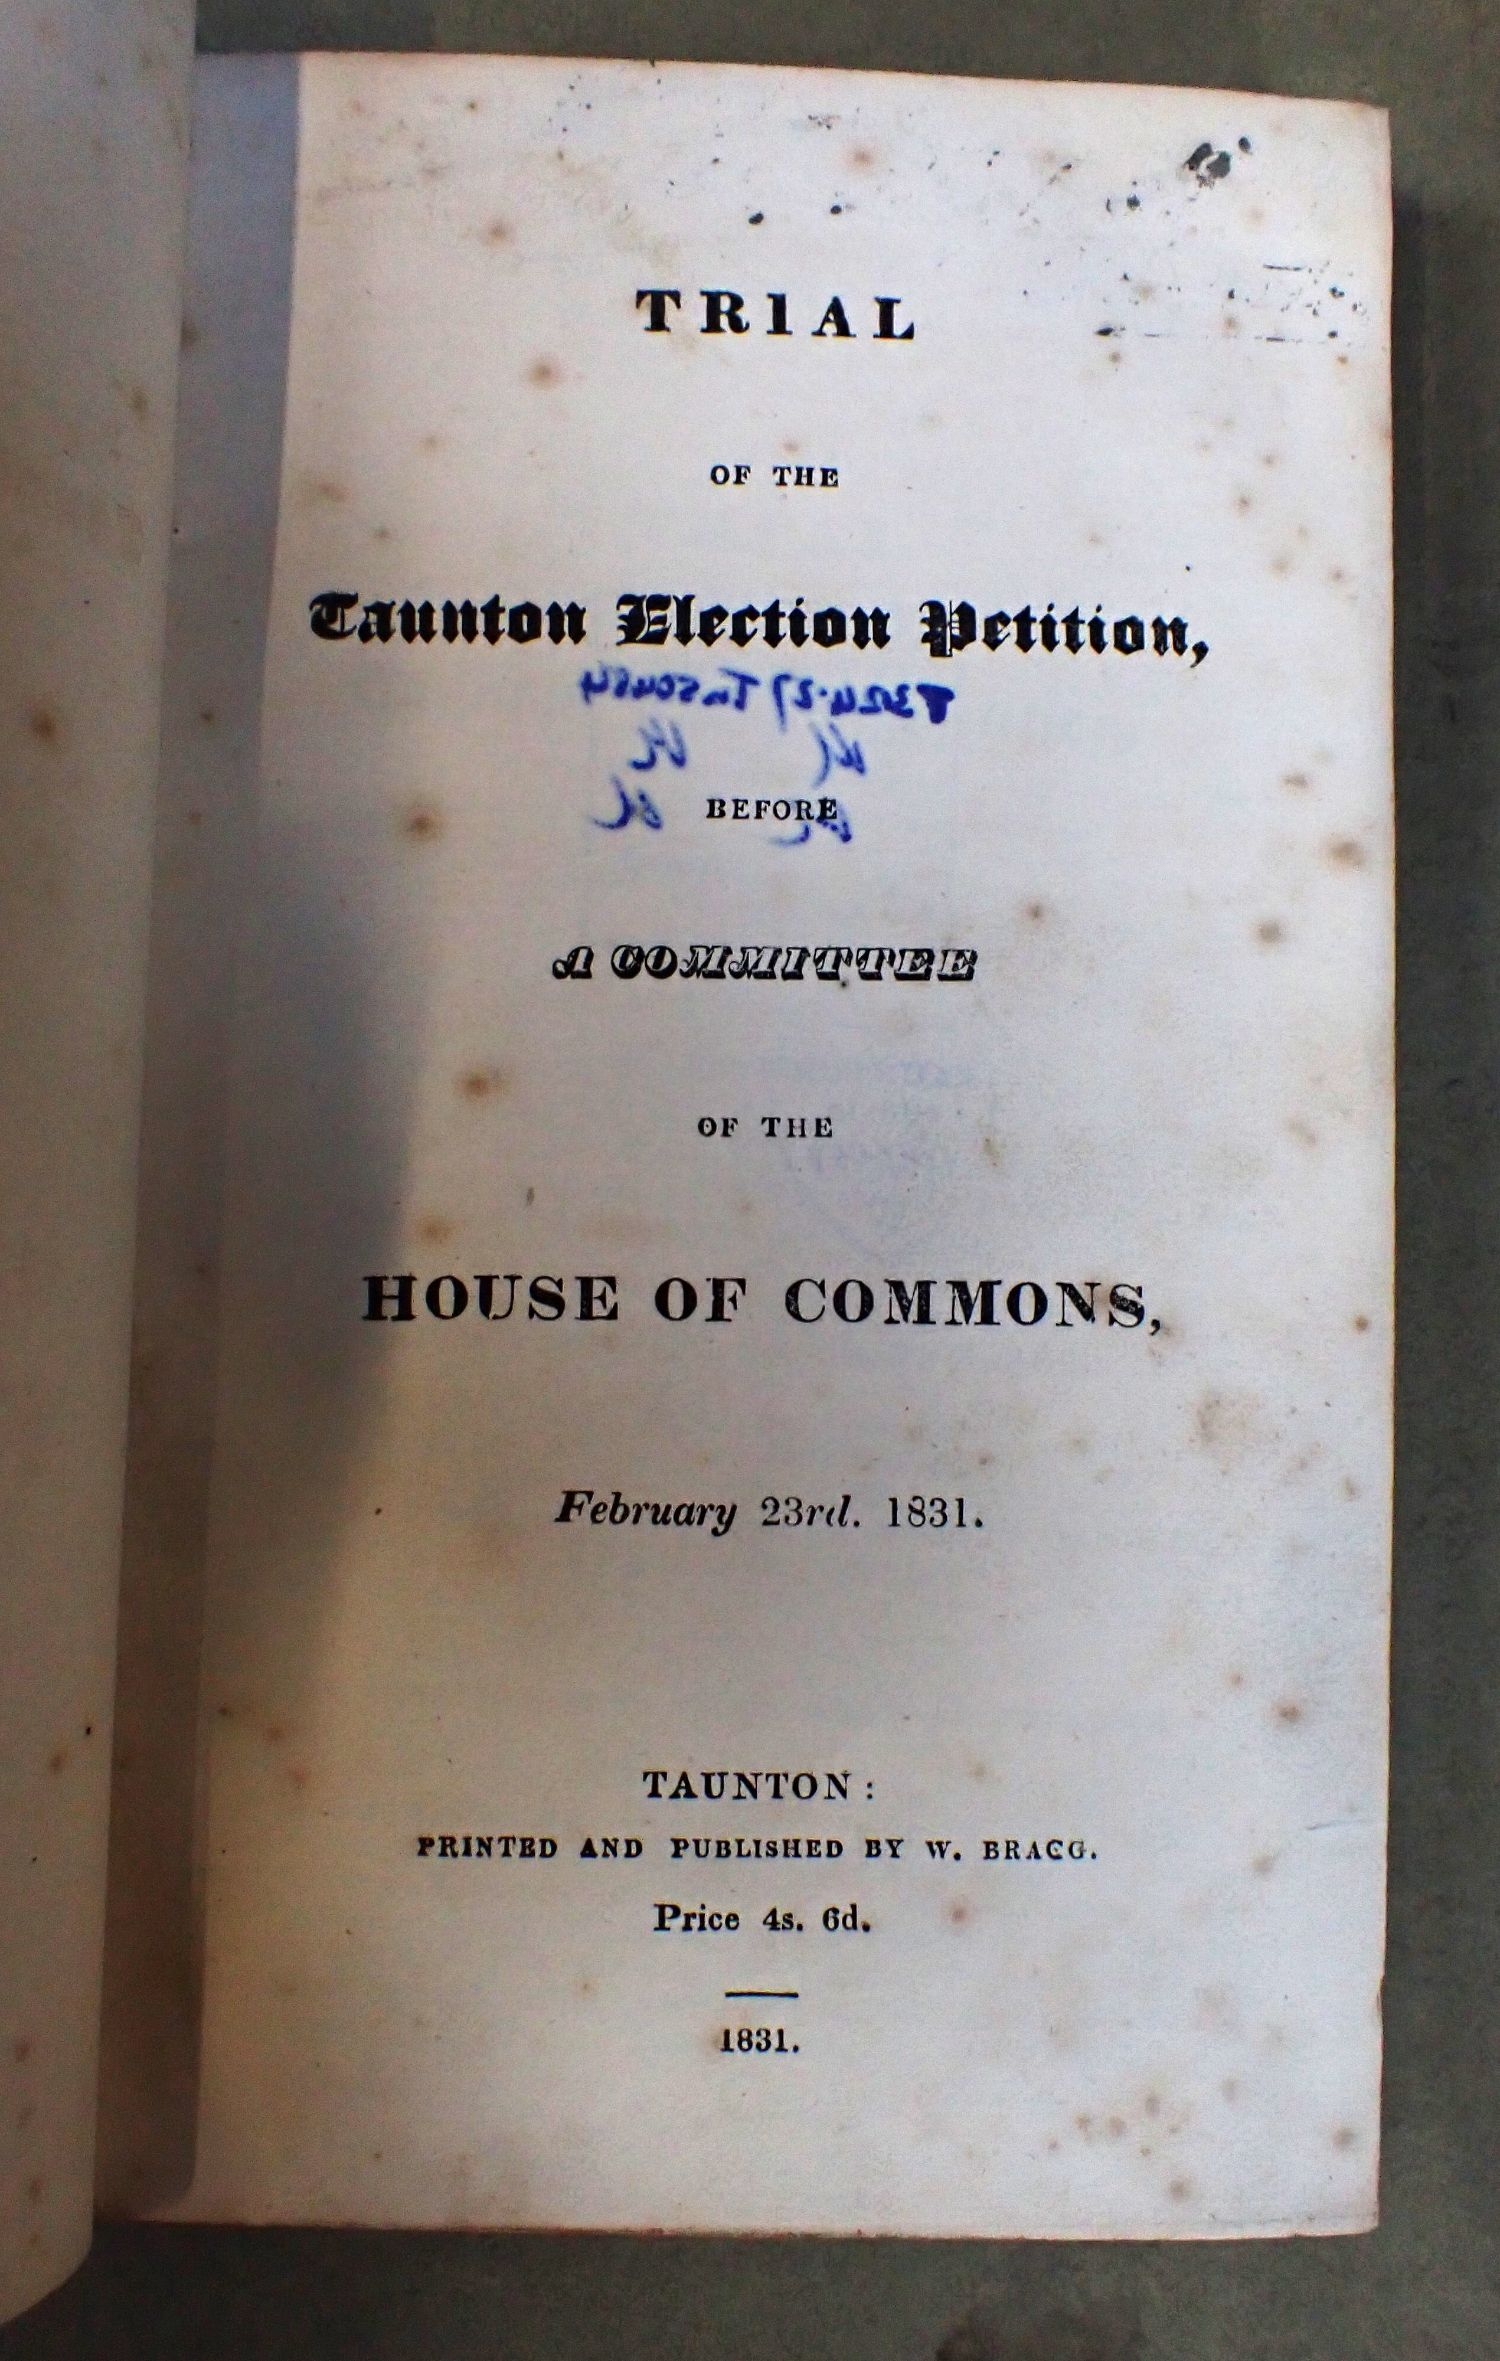 TRIAL
OF THE
Taunton Election Petition,
BEFORE
A COMMITTEE
OF THE
HOUSE OF COMMONS,
February 23rd. 1831.
TAUNTON:
PRINTED AND PUBLISHED BY W. BRAGG.
Price 4s. 6d.
1831.